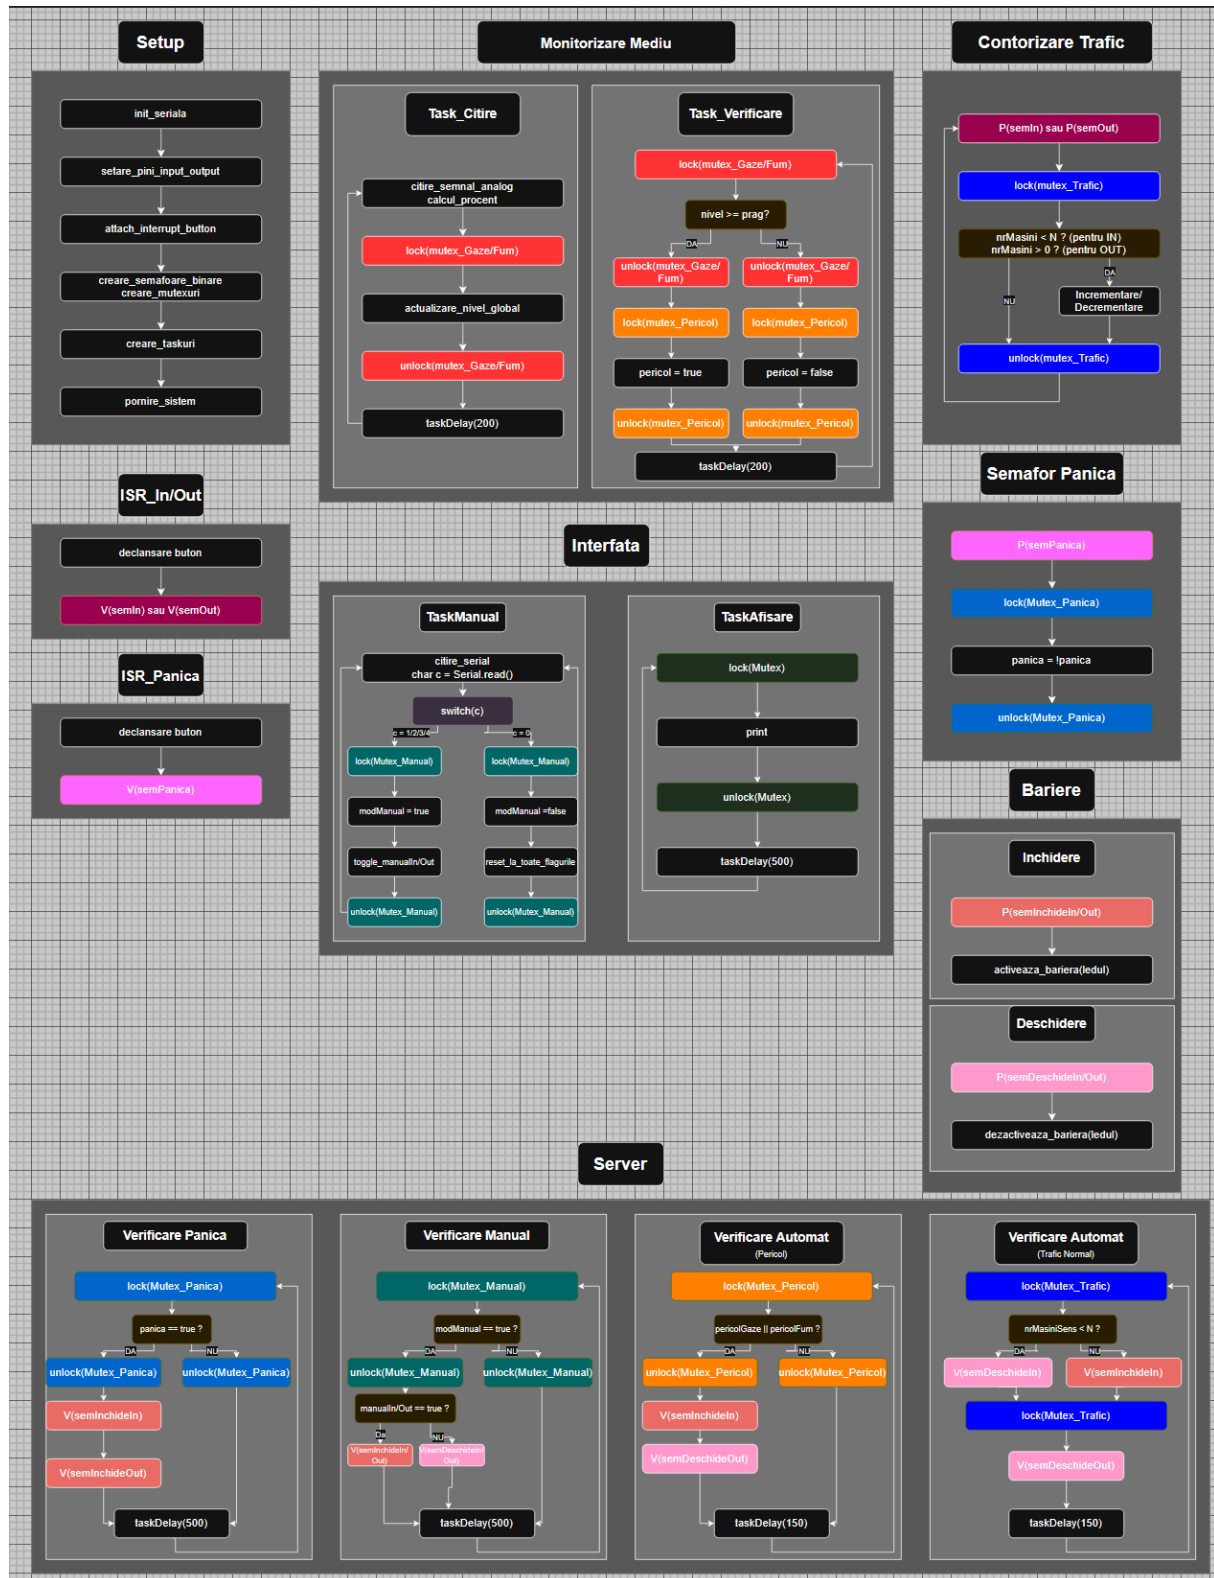 Setup
init_seriala
setare_pini_input_output
attach_interrupt_button
creare_semafoare_binare
creare_mutexuri
creare_taskuri
pornire_sistem
ISR_In/Out
declansare buton
V(semIn) sau V(semOut)
ISR_Panica
declansare buton
V(semPanica)
Monitorizare Mediu
Task_Citire
citire_semnal_analog
calcul_procent
lock(mutex_Gaze/Fum)
actualizare_nivel_global
unlock(mutex_Gaze/Fum)
taskDelay(200)
Task_Verificare
lock(mutex_Gaze/Fum)
nivel >= prag?
DA
NU
unlock(mutex_Gaze/
Fum)
unlock(mutex_Gaze/
Fum)
lock(mutex_Pericol)
lock(mutex_Pericol)
pericol = true
pericol = false
unlock(mutex_Pericol)
unlock(mutex_Pericol)
taskDelay(200)
Interfata
TaskManual
citire_serial
char c = Serial.read()
switch(c)
c = 1/2/3/4
c = 0
lock(Mutex_Manual)
lock(Mutex_Manual)
modManual = true
modManual =false
toggle_manualIn/Out
reset_la_toate_flagurile
unlock(Mutex_Manual)
unlock(Mutex_Manual)
TaskAfisare
lock(Mutex)
print
unlock(Mutex)
taskDelay(500)
Contorizare Trafic
P(semIn) sau P(semOut)
lock(mutex_Trafic)
nrMasini < N ? (pentru IN)
nrMasini > 0 ? (pentru OUT)
DA
NU
Incrementare/
Decrementare
unlock(mutex_Trafic)
Semafor Panica
P(semPanica)
lock(Mutex_Panica)
panica = !panica
unlock(Mutex_Panica)
Bariere
Inchidere
P(semInchideIn/Out)
activeaza_bariera(ledul)
Deschidere
P(semDeschideIn/Out)
dezactiveaza_bariera(ledul)
Server
Verificare Panica
lock(Mutex_Panica)
panica == true ?
DA
NU
unlock(Mutex_Panica)
unlock(Mutex_Panica)
V(semInchideIn)
V(semInchideOut)
taskDelay(500)
Verificare Manual
lock(Mutex_Manual)
modManual == true ?
DA
NU
unlock(Mutex_Manual)
unlock(Mutex_Manual)
manualIn/Out == true ?
Da
NU
V(semInchideIn/
Out)
V(semDeschideIn/
Out)
taskDelay(500)
Verificare Automat
(Pericol)
lock(Mutex_Pericol)
pericolGaze || pericolFum ?
DA
NU
unlock(Mutex_Pericol)
unlock(Mutex_Pericol)
V(semInchideIn)
V(semDeschideOut)
taskDelay(150)
Verificare Automat
(Trafic Normal)
lock(Mutex_Trafic)
nrMasiniSens < N ?
DA
NU
V(semDeschideIn)
V(semInchideIn)
lock(Mutex_Trafic)
V(semDeschideOut)
taskDelay(150)